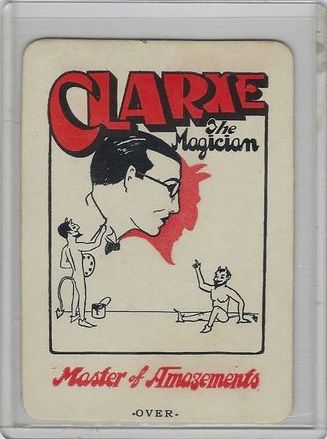 CLARKE
The
Magician
Master of Amazements
-OVER-